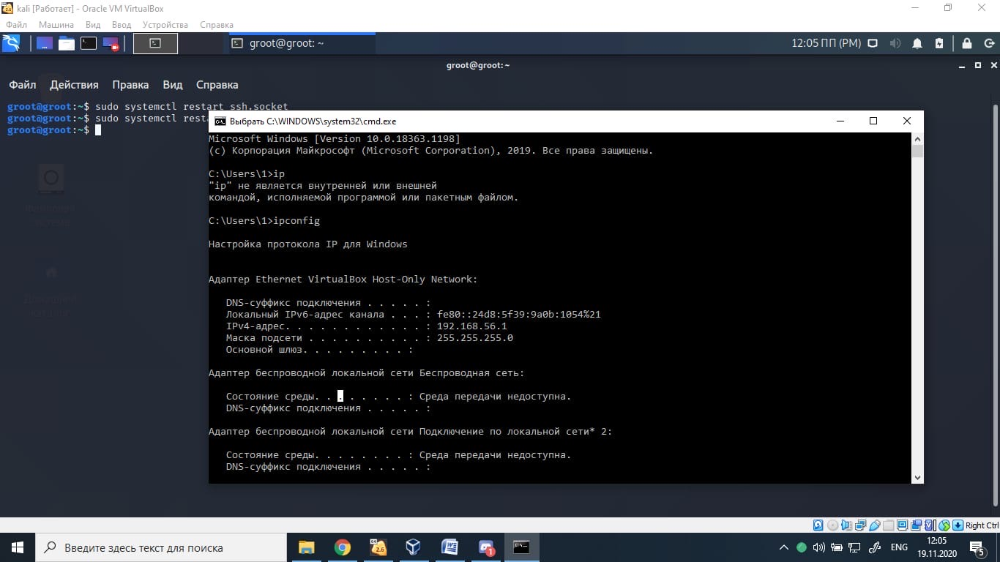 kali [Работает] - Oracle VM VirtualBox
Файл Машина Вид Ввод Устройства Справка
groot@groot: ~
12:05 ПП (PM)
groot@groot: ~
Файл Действия Правка Вид Справка
groot@groot:~$ sudo systemctl restart ssh.socket
groot@groot:~$ sudo systemctl resta
groot@groot:~$
Файловая система
Домашний каталог
Выбрать C:\WINDOWS\system32\cmd.exe
Microsoft Windows [Version 10.0.18363.1198]
(c) Корпорация Майкрософт (Microsoft Corporation), 2019. Все права защищены.
C:\Users\1>ip
"ip" не является внутренней или внешней
командой, исполняемой программой или пакетным файлом.
C:\Users\1>ipconfig
Настройка протокола IP для Windows
Адаптер Ethernet VirtualBox Host-Only Network:
DNS-суффикс подключения . . . . . :
Локальный IPv6-адрес канала . . . : fe80::24d8:5f39:9a0b:1054%21
IPv4-адрес. . . . . . . . . . . . : 192.168.56.1
Маска подсети . . . . . . . . . . : 255.255.255.0
Основной шлюз. . . . . . . . . :
Адаптер беспроводной локальной сети Беспроводная сеть:
Состояние среды. . . . . . . . : Среда передачи недоступна.
DNS-суффикс подключения . . . . . :
Адаптер беспроводной локальной сети Подключение по локальной сети* 2:
Состояние среды. . . . . . . . : Среда передачи недоступна.
DNS-суффикс подключения . . . . . :
Right Ctrl
Введите здесь текст для поиска
64
2.6
1
ENG
12:05
19.11.2020
5